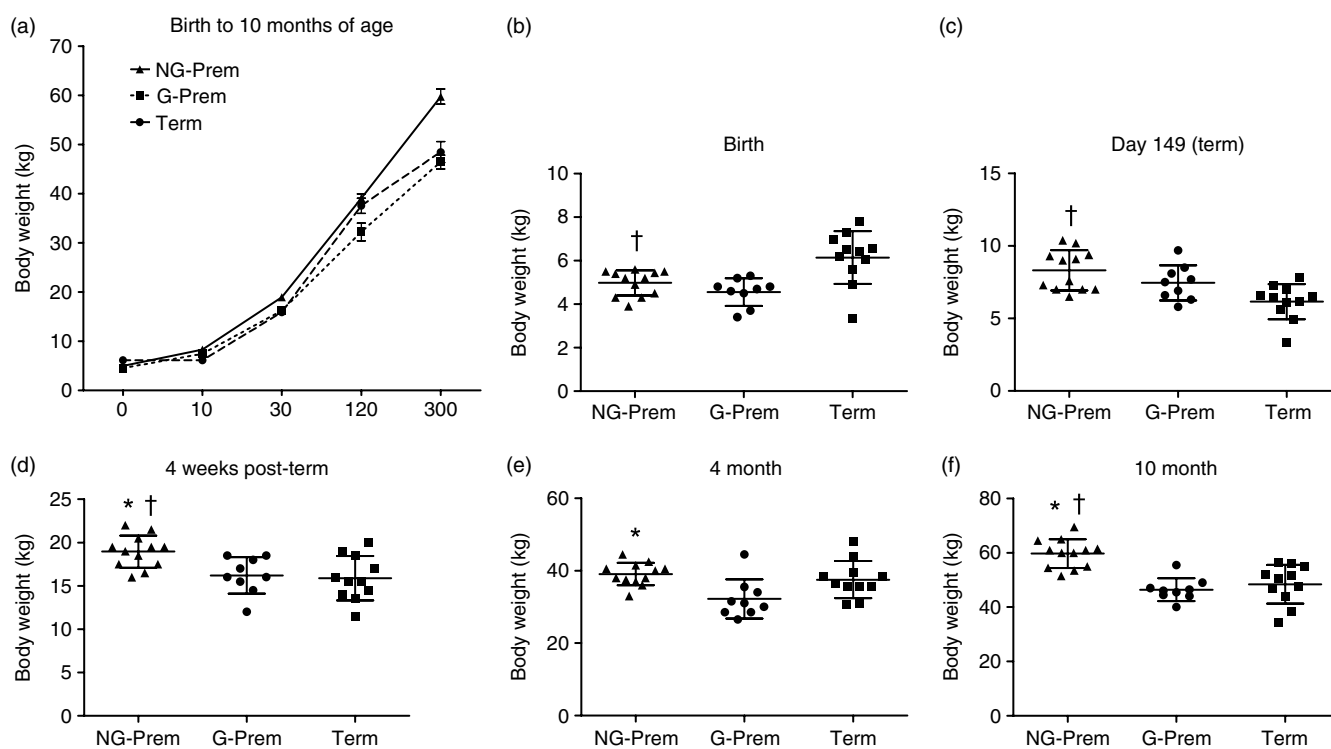 (a)
Birth to 10 months of age
Body weight (kg)
70
60
50
40
30
20
10
0
NG-Prem
G-Prem
Term
0 10 30 120 300
(b)
Birth
Body weight (kg)
10
8
6
4
2
0
†
NG-Prem G-Prem Term
(c)
Day 149 (term)
Body weight (kg)
15
10
5
0
†
NG-Prem G-Prem Term
(d)
4 weeks post-term
Body weight (kg)
25
20
15
10
5
0
* †
NG-Prem G-Prem Term
(e)
4 month
Body weight (kg)
60
40
20
0
*
NG-Prem G-Prem Term
(f)
10 month
Body weight (kg)
80
60
40
20
0
* †
NG-Prem G-Prem Term